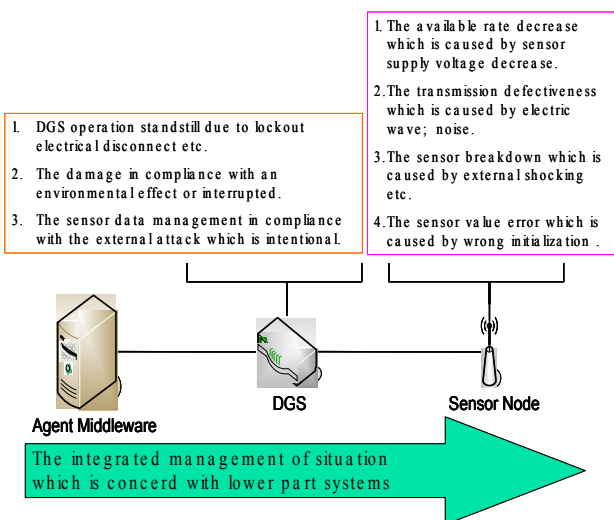 1. The available rate decrease
which is caused by sensor
supply voltage decrease.
2. The transmission defectiveness
which is caused by electric
wave; noise.
3. The sensor breakdown which is
caused by external shocking
etc.
4. The sensor value error which is
caused by wrong initialization .
1. DGS operation standstill due to lockout
electrical disconnect etc.
2. The damage in compliance with an
environmental effect or interrupted.
3. The sensor data management in compliance
with the external attack which is intentional.
Agent Middleware
DGS
Sensor Node
The integrated management of situation
which is concerd with lower part systems